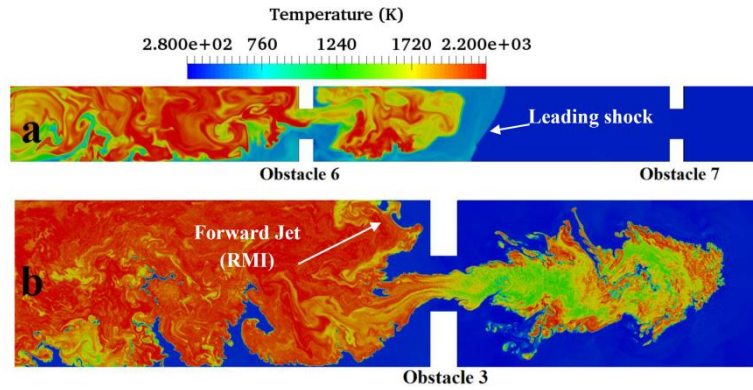 Temperature (K)
2.800e+02 760 1240 1720 2.200e+03
a
Leading shock
Obstacle 6 Obstacle 7
Forward Jet
(RMI)
b
Obstacle 3